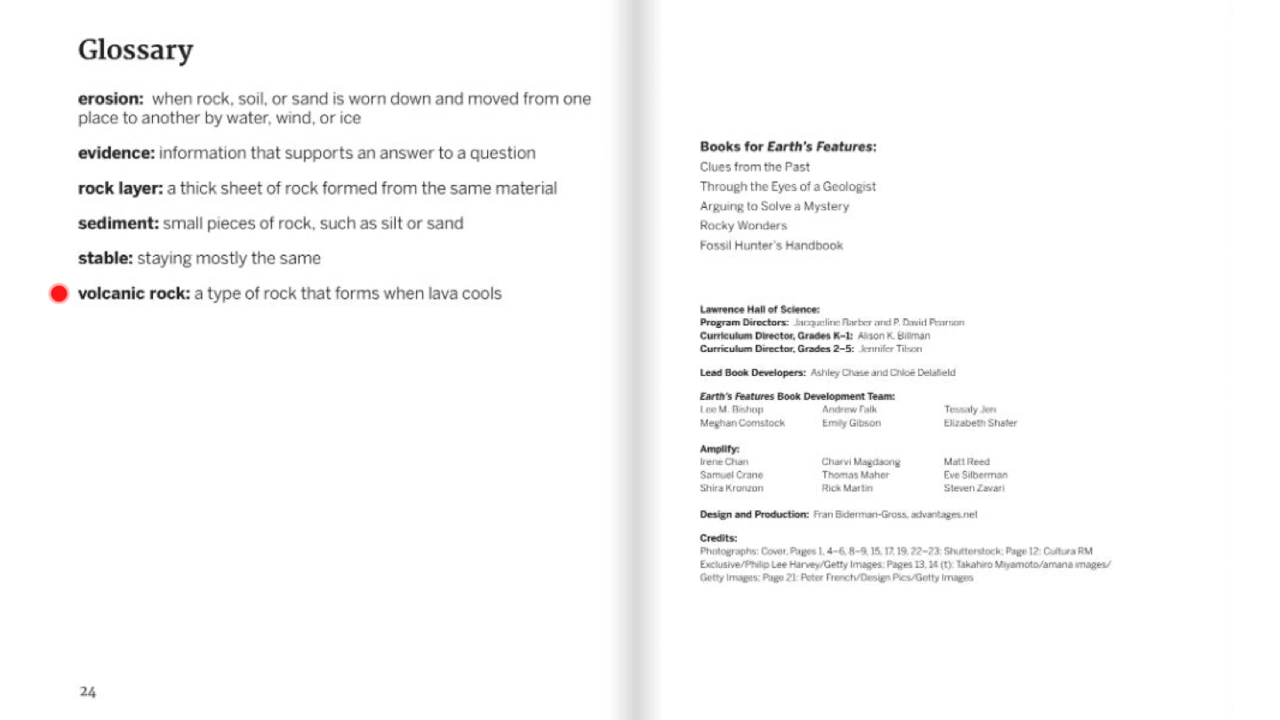 Glossary
erosion: when rock, soil, or sand is worn down and moved from one
place to another by water, wind, or ice
evidence: information that supports an answer to a question
rock layer: a thick sheet of rock formed from the same material
sediment: small pieces of rock, such as silt or sand
stable: staying mostly the same
volcanic rock: a type of rock that forms when lava cools
24
Books for Earth's Features:
Clues from the Past
Through the Eyes of a Geologist
Arguing to Solve a Mystery
Rocky Wonders
Fossil Hunter's Handbook
Lawrence Hall of Science:
Program Directors: Jacqueline Barber and P. David Pearson
Curriculum Director, Grades K–1: Alison K. Billman
Curriculum Director, Grades 2–5: Jennifer Tilson
Lead Book Developers: Ashley Chase and Chloë Delafield
Earth's Features Book Development Team:
Lee M. Bishop Andrew Falk Tessaly Jen
Meghan Comstock Emily Gibson Elizabeth Shafer
Amplify:
Irene Chan Charvi Magdaong Matt Reed
Samuel Crane Thomas Maher Eve Silberman
Shira Kronzon Rick Martin Steven Zavari
Design and Production: Fran Biderman-Gross, advantages.net
Credits:
Photographs: Cover, Pages 1, 4–6, 8–9, 15, 17, 19, 22–23: Shutterstock; Page 12: Cultura RM
Exclusive/Philip Lee Harvey/Getty Images; Pages 13, 14 (t): Takahiro Miyamoto/amana images/
Getty Images; Page 21: Peter French/Design Pics/Getty Images